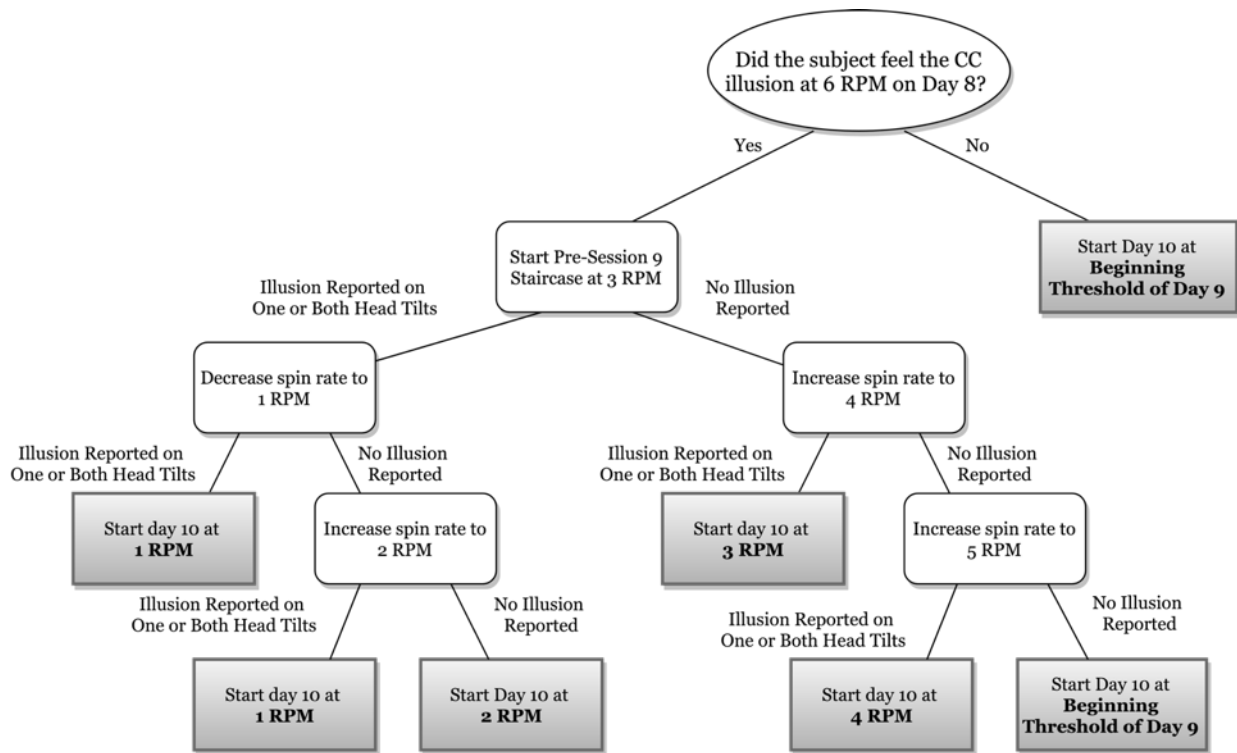 Did the subject feel the CC
illusion at 6 RPM on Day 8?
Yes
No
Start Pre-Session 9
Staircase at 3 RPM
Start Day 10 at
Beginning
Threshold of Day 9
Illusion Reported on
One or Both Head Tilts
No Illusion
Reported
Decrease spin rate to
1 RPM
Increase spin rate to
4 RPM
Illusion Reported on
One or Both Head Tilts
No Illusion
Reported
Illusion Reported on
One or Both Head Tilts
No Illusion
Reported
Start day 10 at
1 RPM
Increase spin rate to
2 RPM
Start day 10 at
3 RPM
Increase spin rate to
5 RPM
Illusion Reported on
One or Both Head Tilts
No Illusion
Reported
Illusion Reported on
One or Both Head Tilts
No Illusion
Reported
Start day 10 at
1 RPM
Start Day 10 at
2 RPM
Start day 10 at
4 RPM
Start Day 10 at
Beginning
Threshold of Day 9